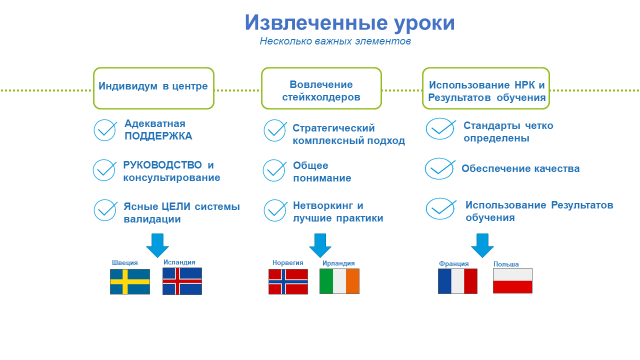 Извлеченные уроки
Несколько важных элементов
Индивидум в центре
Адекватная
ПОДДЕРЖКА
РУКОВОДСТВО и
консультирование
Ясные ЦЕЛИ системы
валидации
Швеция
Исландия
Вовлечение
стейкхолдеров
Стратегический
комплексный подход
Общее
понимание
Нетворкинг и
лучшие практики
Норвегия
Ирландия
Использование НРК и
Результатов обучения
Стандарты четко
определены
Обеспечение качества
Использование Результатов
обучения
Франция
Польша